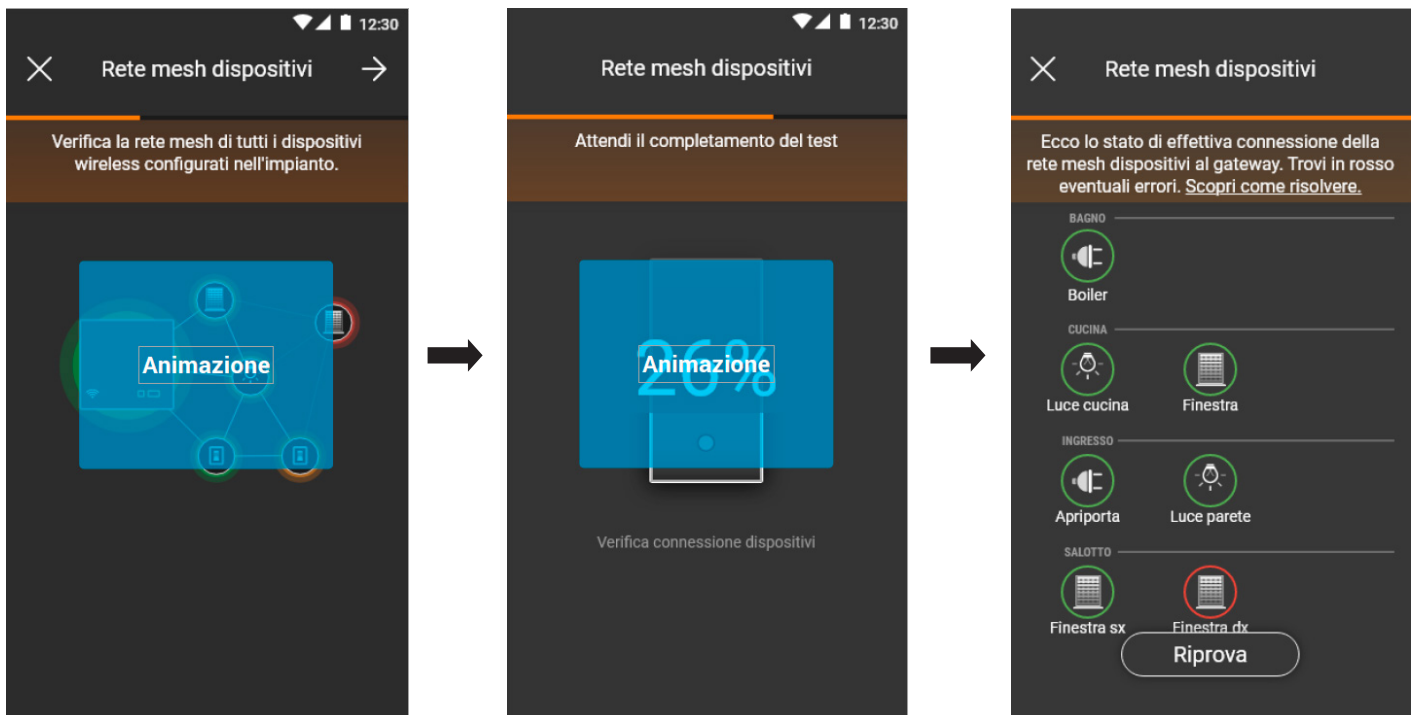 12:30
Rete mesh dispositivi
Verifica la rete mesh di tutti i dispositivi
wireless configurati nell'impianto.
Animazione
12:30
Rete mesh dispositivi
Attendi il completamento del test
26%
Animazione
Verifica connessione dispositivi
Rete mesh dispositivi
Ecco lo stato di effettiva connessione della
rete mesh dispositivi al gateway. Trovi in rosso
eventuali errori. Scopri come risolvere.
BAGNO
Boiler
CUCINA
Luce cucina Finestra
INGRESSO
Apriporta Luce parete
SALOTTO
Finestra sx Finestra dx
Riprova